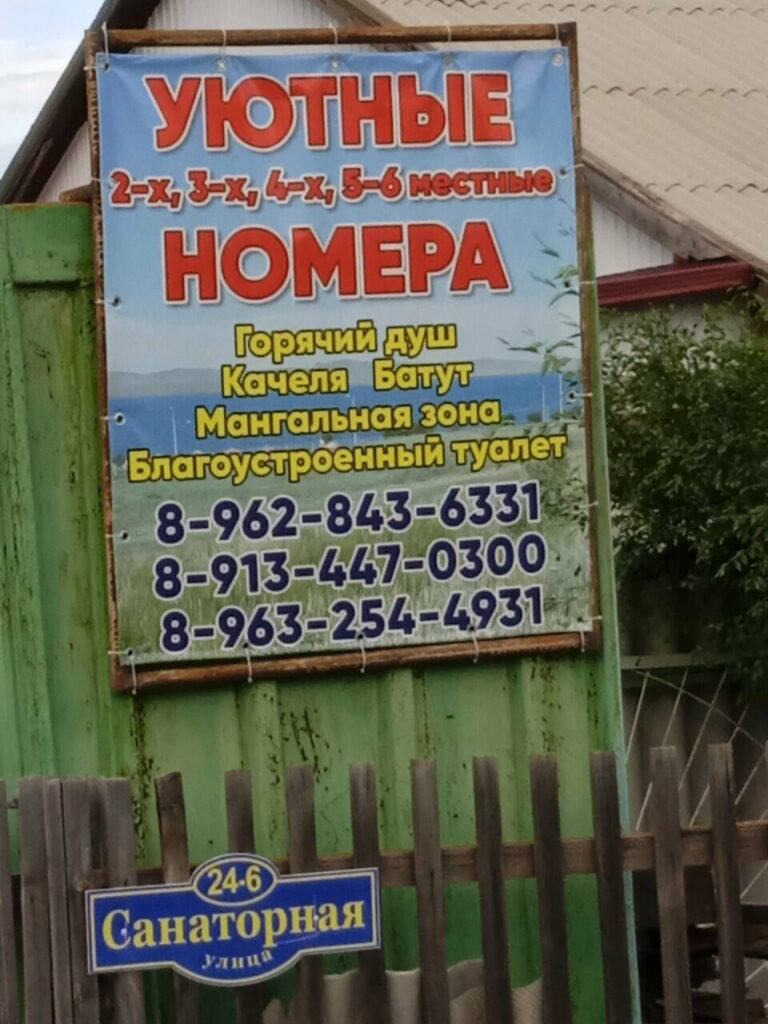 УЮТНЫЕ
2-х, 3-х, 4-х, 5-6 местные
НОМЕРА
Горячий душ
Качеля Батут
Мангальная зона
Благоустроенный туалет
8-962-843-6331
8-913-447-0300
8-963-254-4931
24-6
Санаторная
улица